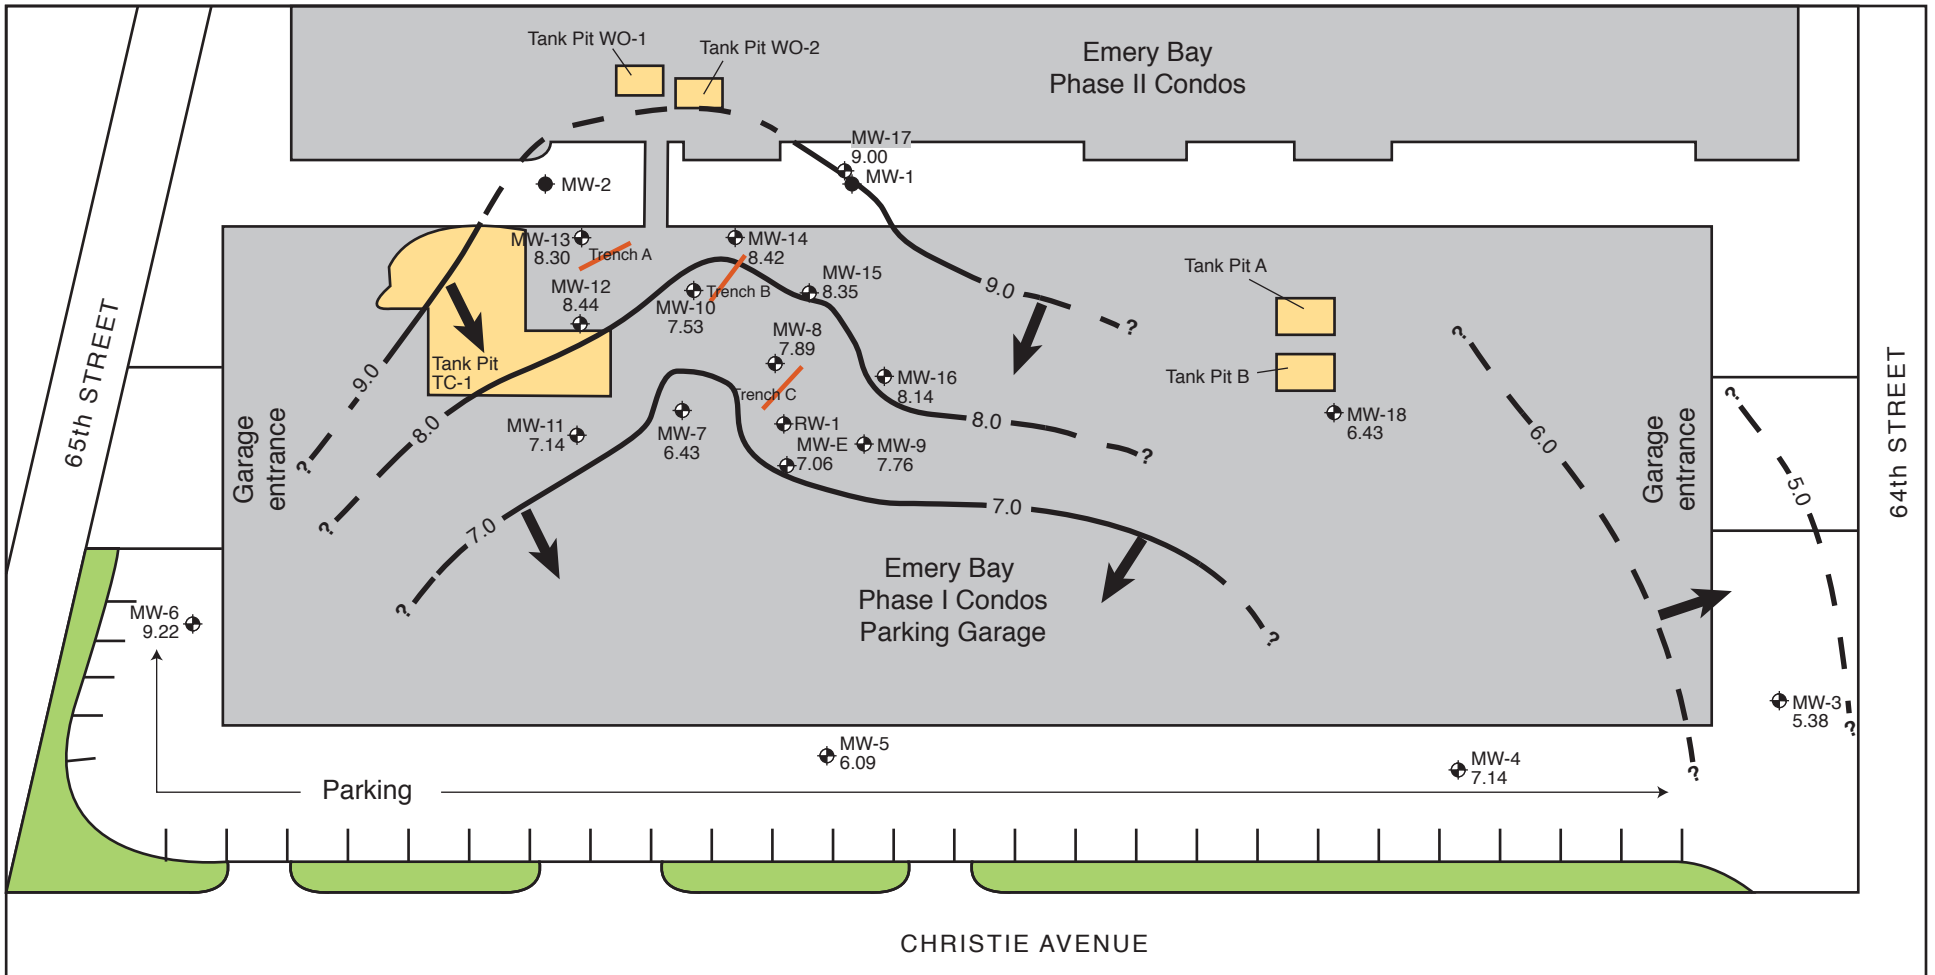 Tank Pit WO-1
Tank Pit WO-2
Emery Bay
Phase II Condos
MW-17
9.00
MW-1
MW-2
MW-13
8.30
Trench A
MW-14
8.42
MW-15
8.35
MW-12
8.44
MW-10
7.53
Trench B
9.0
?
Tank Pit A
Tank Pit B
MW-8
7.89
Trench C
MW-16
8.14
Tank Pit
TC-1
9.0
?
8.0
?
8.0
?
MW-11
7.14
MW-7
6.43
RW-1
MW-E
7.06
MW-9
7.76
MW-18
6.43
?
6.0
?
?
5.0
?
7.0
?
7.0
?
Garage
entrance
Garage
entrance
65th STREET
64th STREET
Emery Bay
Phase I Condos
Parking Garage
MW-6
9.22
MW-3
5.38
MW-5
6.09
MW-4
7.14
Parking
CHRISTIE AVENUE